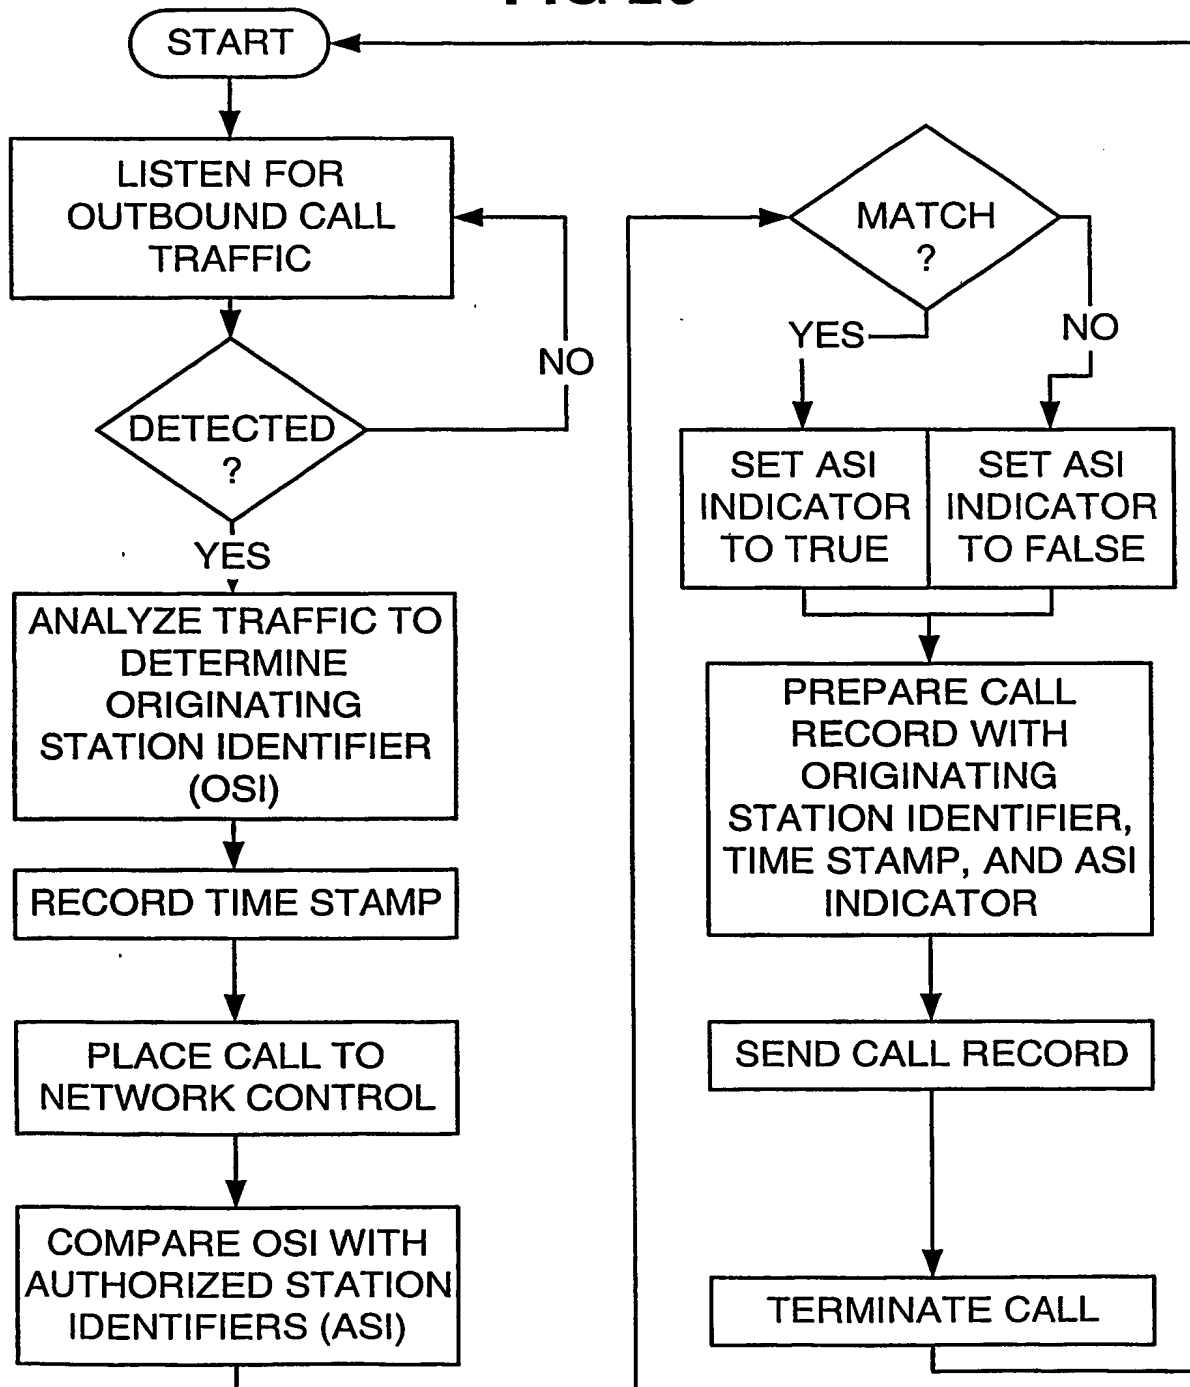 START
LISTEN FOR
OUTBOUND CALL
TRAFFIC
DETECTED
?
NO
YES
ANALYZE TRAFFIC TO
DETERMINE
ORIGINATING
STATION IDENTIFIER
(OSI)
RECORD TIME STAMP
PLACE CALL TO
NETWORK CONTROL
COMPARE OSI WITH
AUTHORIZED STATION
IDENTIFIERS (ASI)
MATCH
?
YES
NO
SET ASI
INDICATOR
TO TRUE
SET ASI
INDICATOR
TO FALSE
PREPARE CALL
RECORD WITH
ORIGINATING
STATION IDENTIFIER,
TIME STAMP, AND ASI
INDICATOR
SEND CALL RECORD
TERMINATE CALL